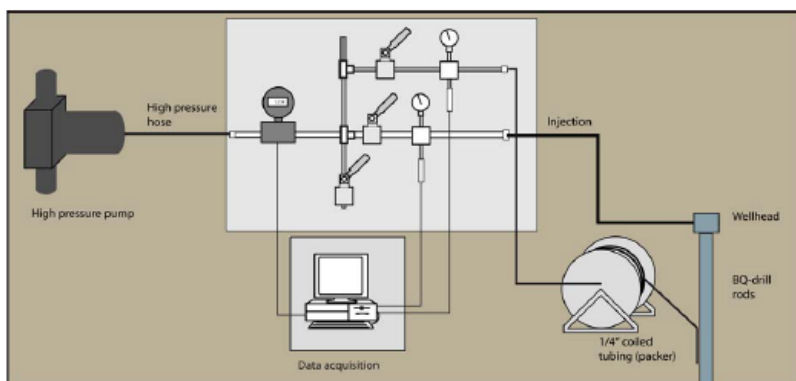 High pressure
hose
Injection
High pressure pump
Wellhead
BQ-drill
rods
1/4" coiled
tubing (packer)
Data acquisition